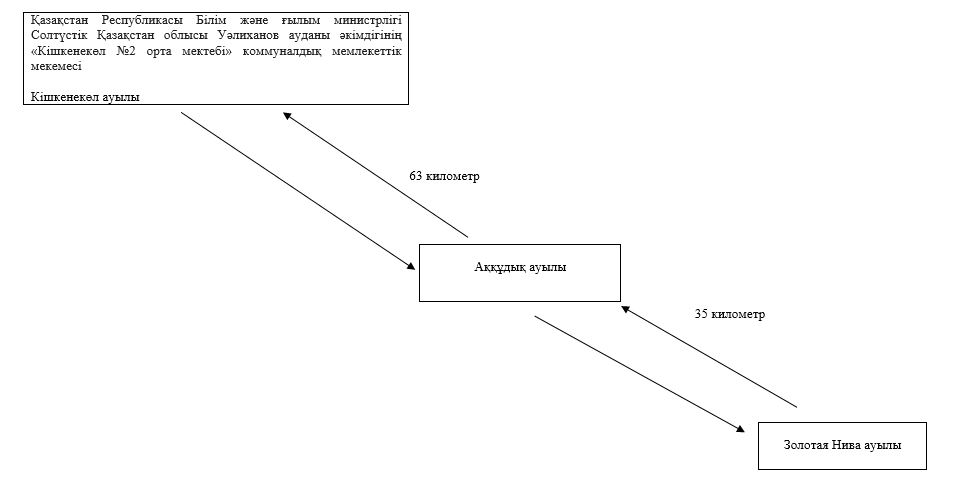 Қазақстан Республикасы Білім және ғылым министрлігі
Солтүстік Қазақстан облысы Уәлиханов ауданы әкімдігінің
«Кішкенекөл №2 орта мектебі» коммуналдық мемлекеттік
мекемесі
Кішкенекөл ауылы
63 километр
Аққұдық ауылы
35 километр
Золотая Нива ауылы